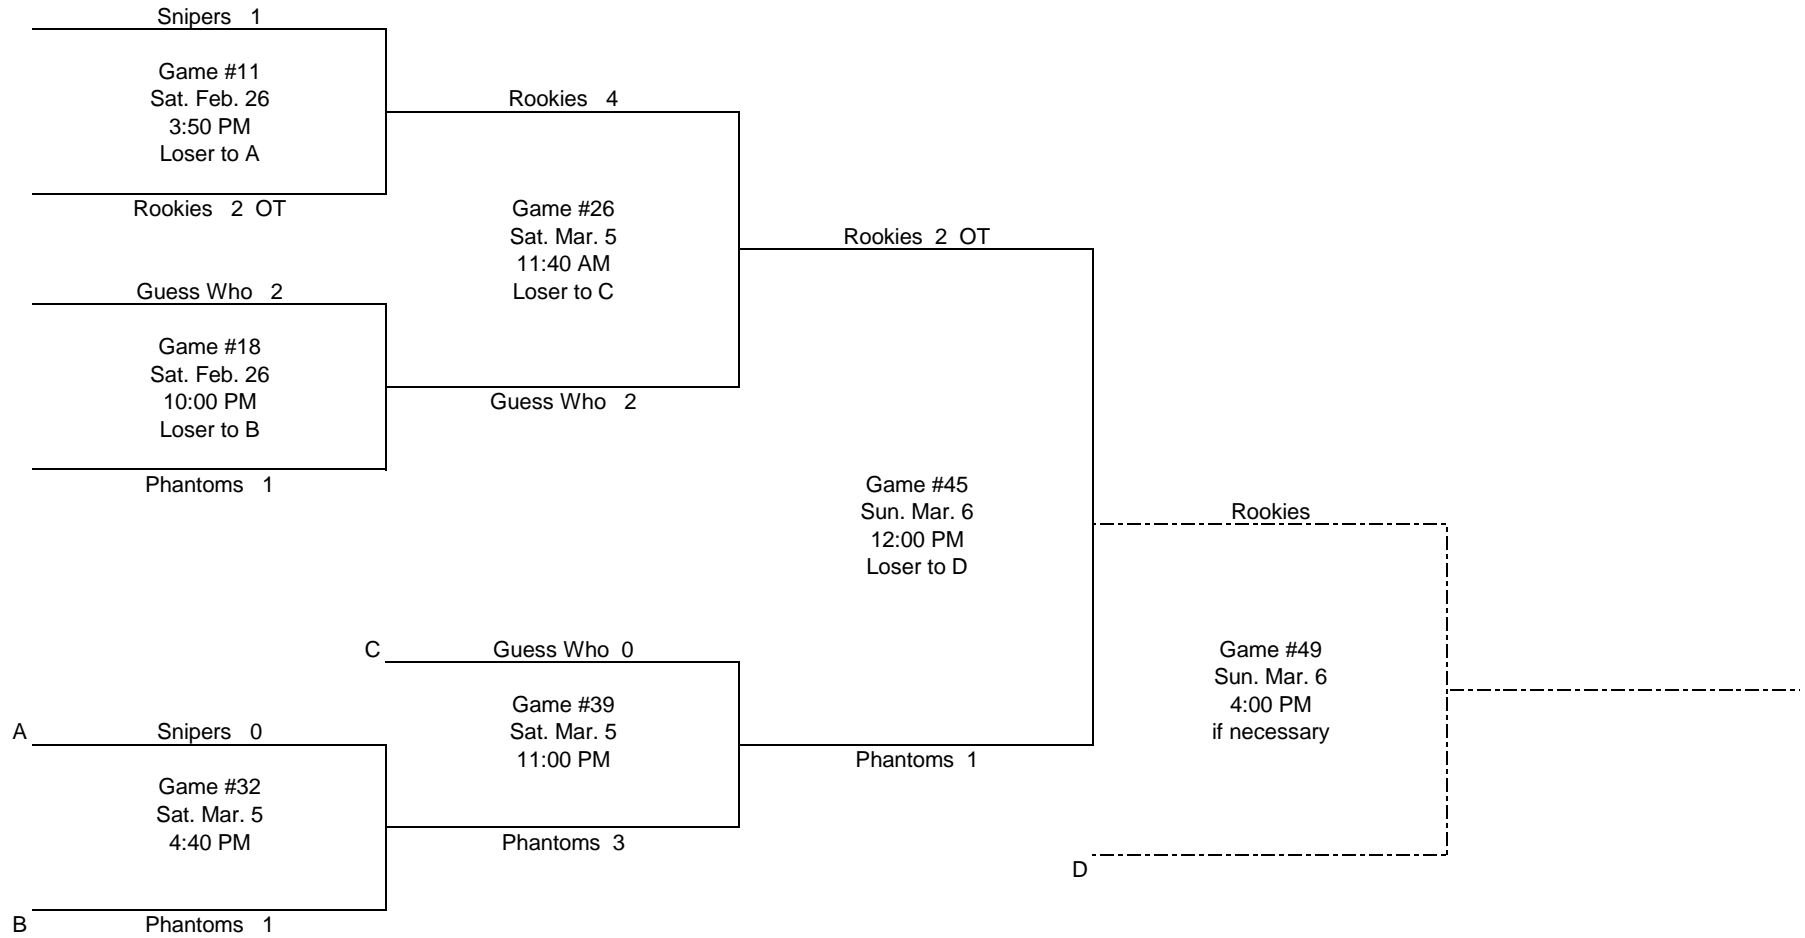 Snipers 1
Game #11
Sat. Feb. 26
3:50 PM
Loser to A
Rookies 2 OT
Guess Who 2
Game #18
Sat. Feb. 26
10:00 PM
Loser to B
Phantoms 1
Rookies 4
Game #26
Sat. Mar. 5
11:40 AM
Loser to C
Guess Who 2
Rookies 2 OT
Game #45
Sun. Mar. 6
12:00 PM
Loser to D
Phantoms 1
C
Guess Who 0
Game #39
Sat. Mar. 5
11:00 PM
Phantoms 3
A
Snipers 0
Game #32
Sat. Mar. 5
4:40 PM
B
Phantoms 1
Rookies
Game #49
Sun. Mar. 6
4:00 PM
if necessary
D